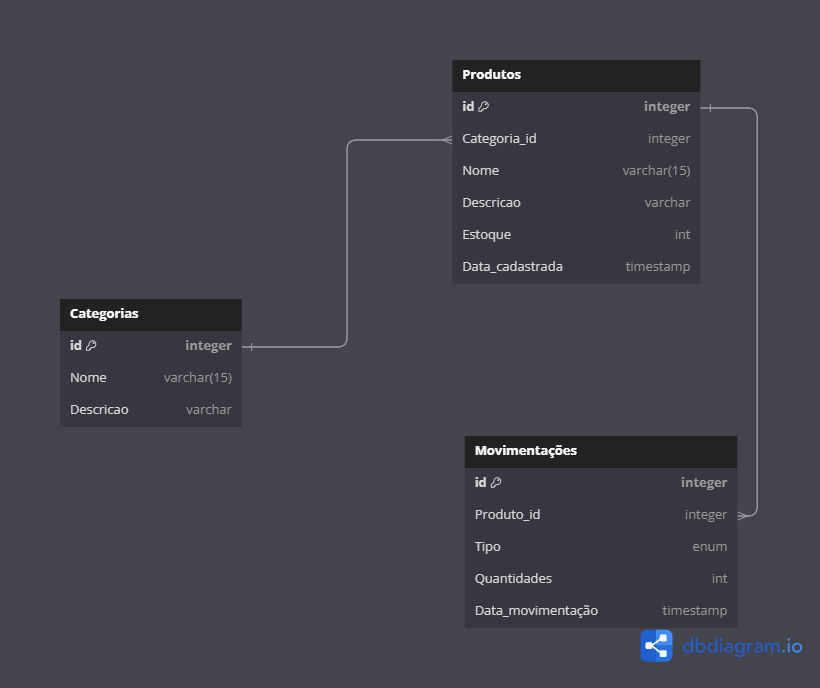 Produtos
id integer
Categoria_id integer
Nome varchar(15)
Descricao varchar
Estoque int
Data_cadastrada timestamp
Categorias
id integer
Nome varchar(15)
Descricao varchar
Movimentações
id integer
Produto_id integer
Tipo enum
Quantidades int
Data_movimentação timestamp
dbdiagram.io